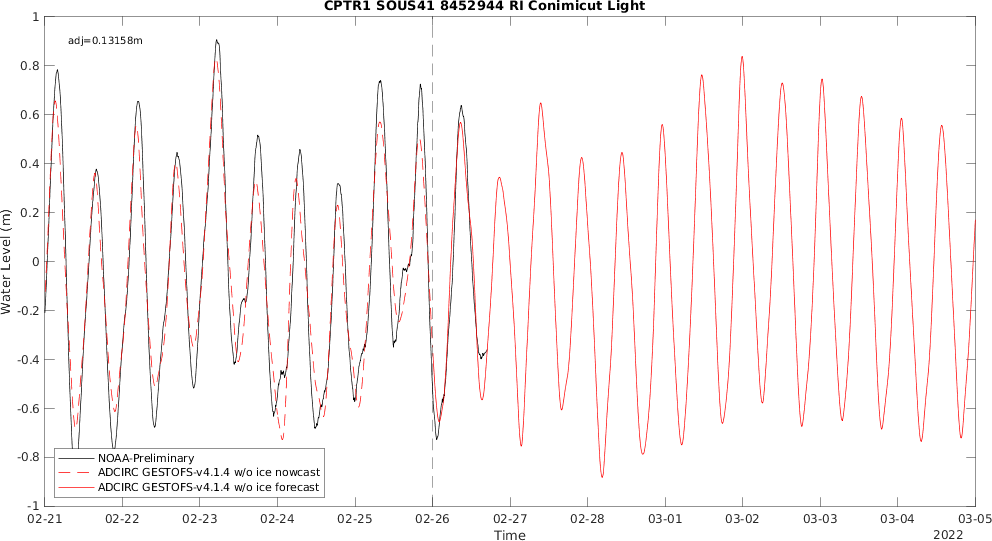 CPTR1 SOUS41 8452944 RI Conimicut Light
adj=0.13158m
1
0.8
0.6
0.4
0.2
0
-0.2
-0.4
-0.6
-0.8
-1
Water Level (m)
NOAA-Preliminary
ADCIRC GESTOFS-v4.1.4 w/o ice nowcast
ADCIRC GESTOFS-v4.1.4 w/o ice forecast
02-21 02-22 02-23 02-24 02-25 02-26 02-27 02-28 03-01 03-02 03-03 03-04 03-05
Time
2022